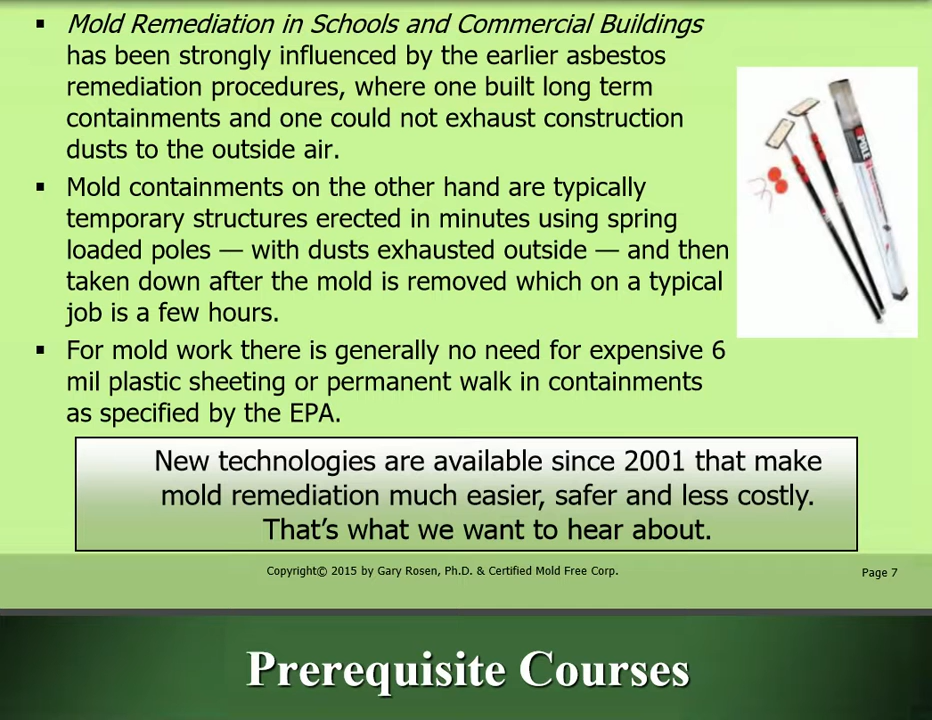 ▪ Mold Remediation in Schools and Commercial Buildings
has been strongly influenced by the earlier asbestos
remediation procedures, where one built long term
containments and one could not exhaust construction
dusts to the outside air.
▪ Mold containments on the other hand are typically
temporary structures erected in minutes using spring
loaded poles — with dusts exhausted outside — and then
taken down after the mold is removed which on a typical
job is a few hours.
▪ For mold work there is generally no need for expensive 6
mil plastic sheeting or permanent walk in containments
as specified by the EPA.
POLE
New technologies are available since 2001 that make
mold remediation much easier, safer and less costly.
That's what we want to hear about.
Copyright© 2015 by Gary Rosen, Ph.D. & Certified Mold Free Corp.
Page 7
Prerequisite Courses